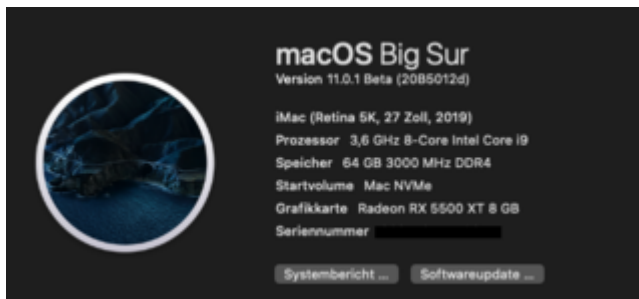 macOS Big Sur
Version 11.0.1 Beta (20B5012d)
iMac (Retina 5K, 27 Zoll, 2019)
Prozessor 3,6 GHz 8-Core Intel Core i9
Speicher 64 GB 3000 MHz DDR4
Startvolume Mac NVMe
Grafikkarte Radeon RX 5500 XT 8 GB
Seriennummer
Systembericht ... Softwareupdate ...